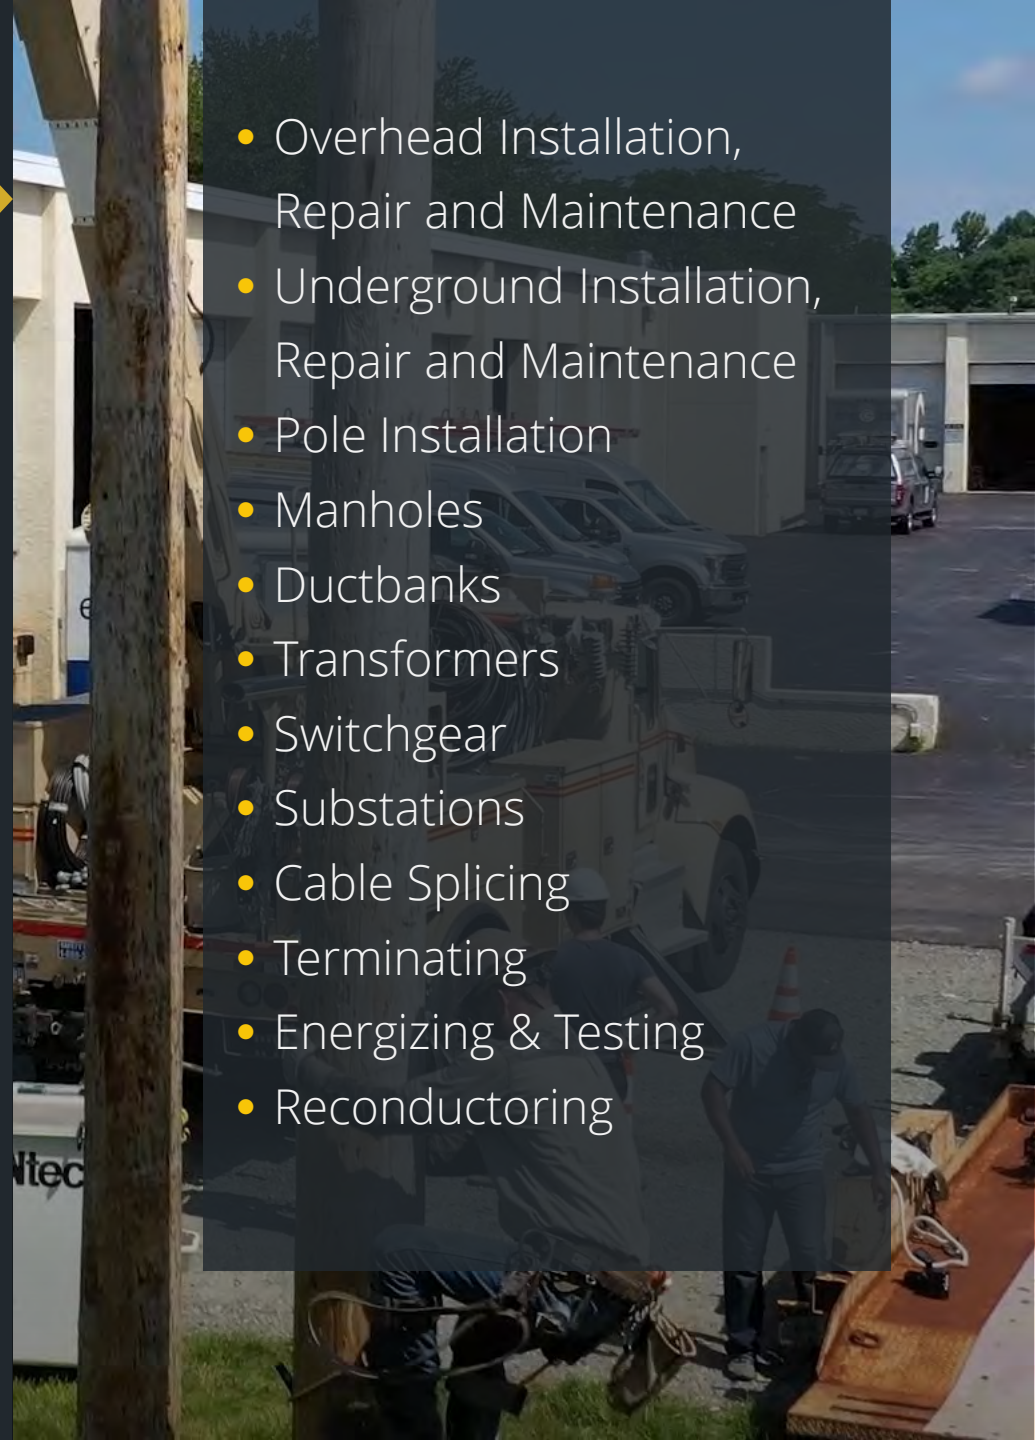 • Overhead Installation,
Repair and Maintenance
• Underground Installation,
Repair and Maintenance
• Pole Installation
• Manholes
• Ductbanks
• Transformers
• Switchgear
• Substations
• Cable Splicing
• Terminating
• Energizing & Testing
• Reconductoring